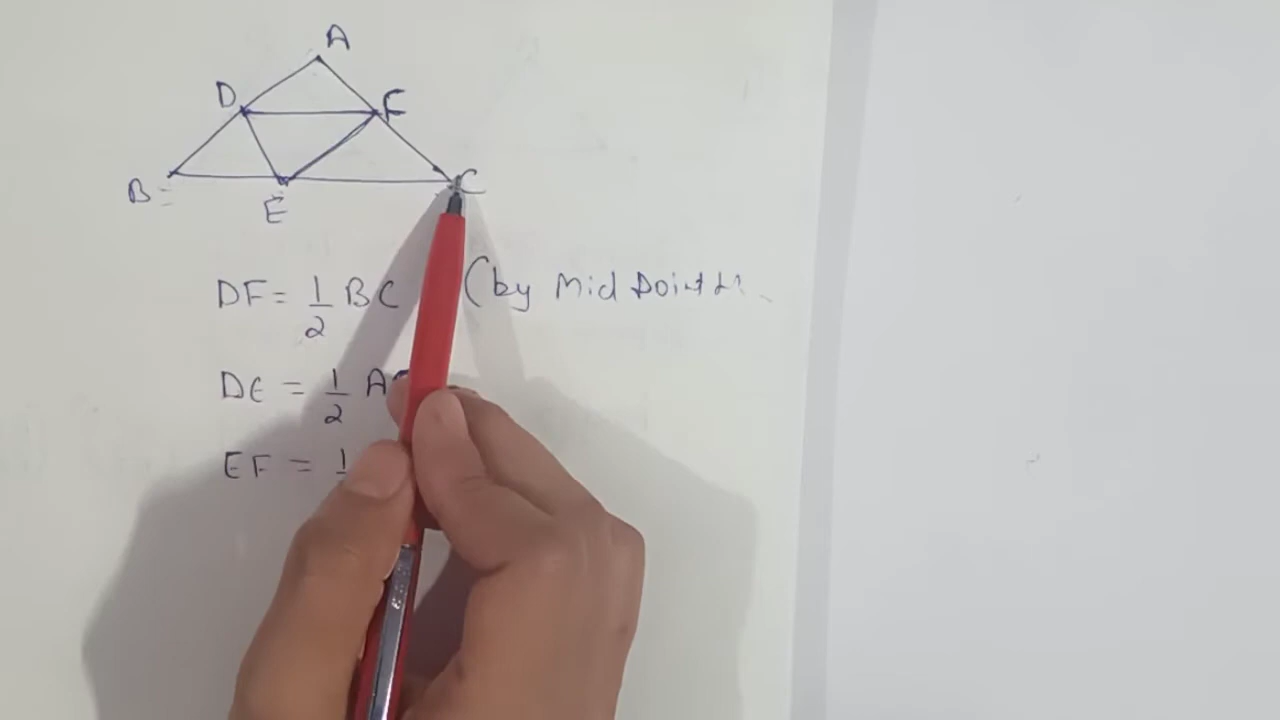 A
D F
B E C
DF = 1/2 BC (by Mid Point
DE = 1/2 A
EF = 1